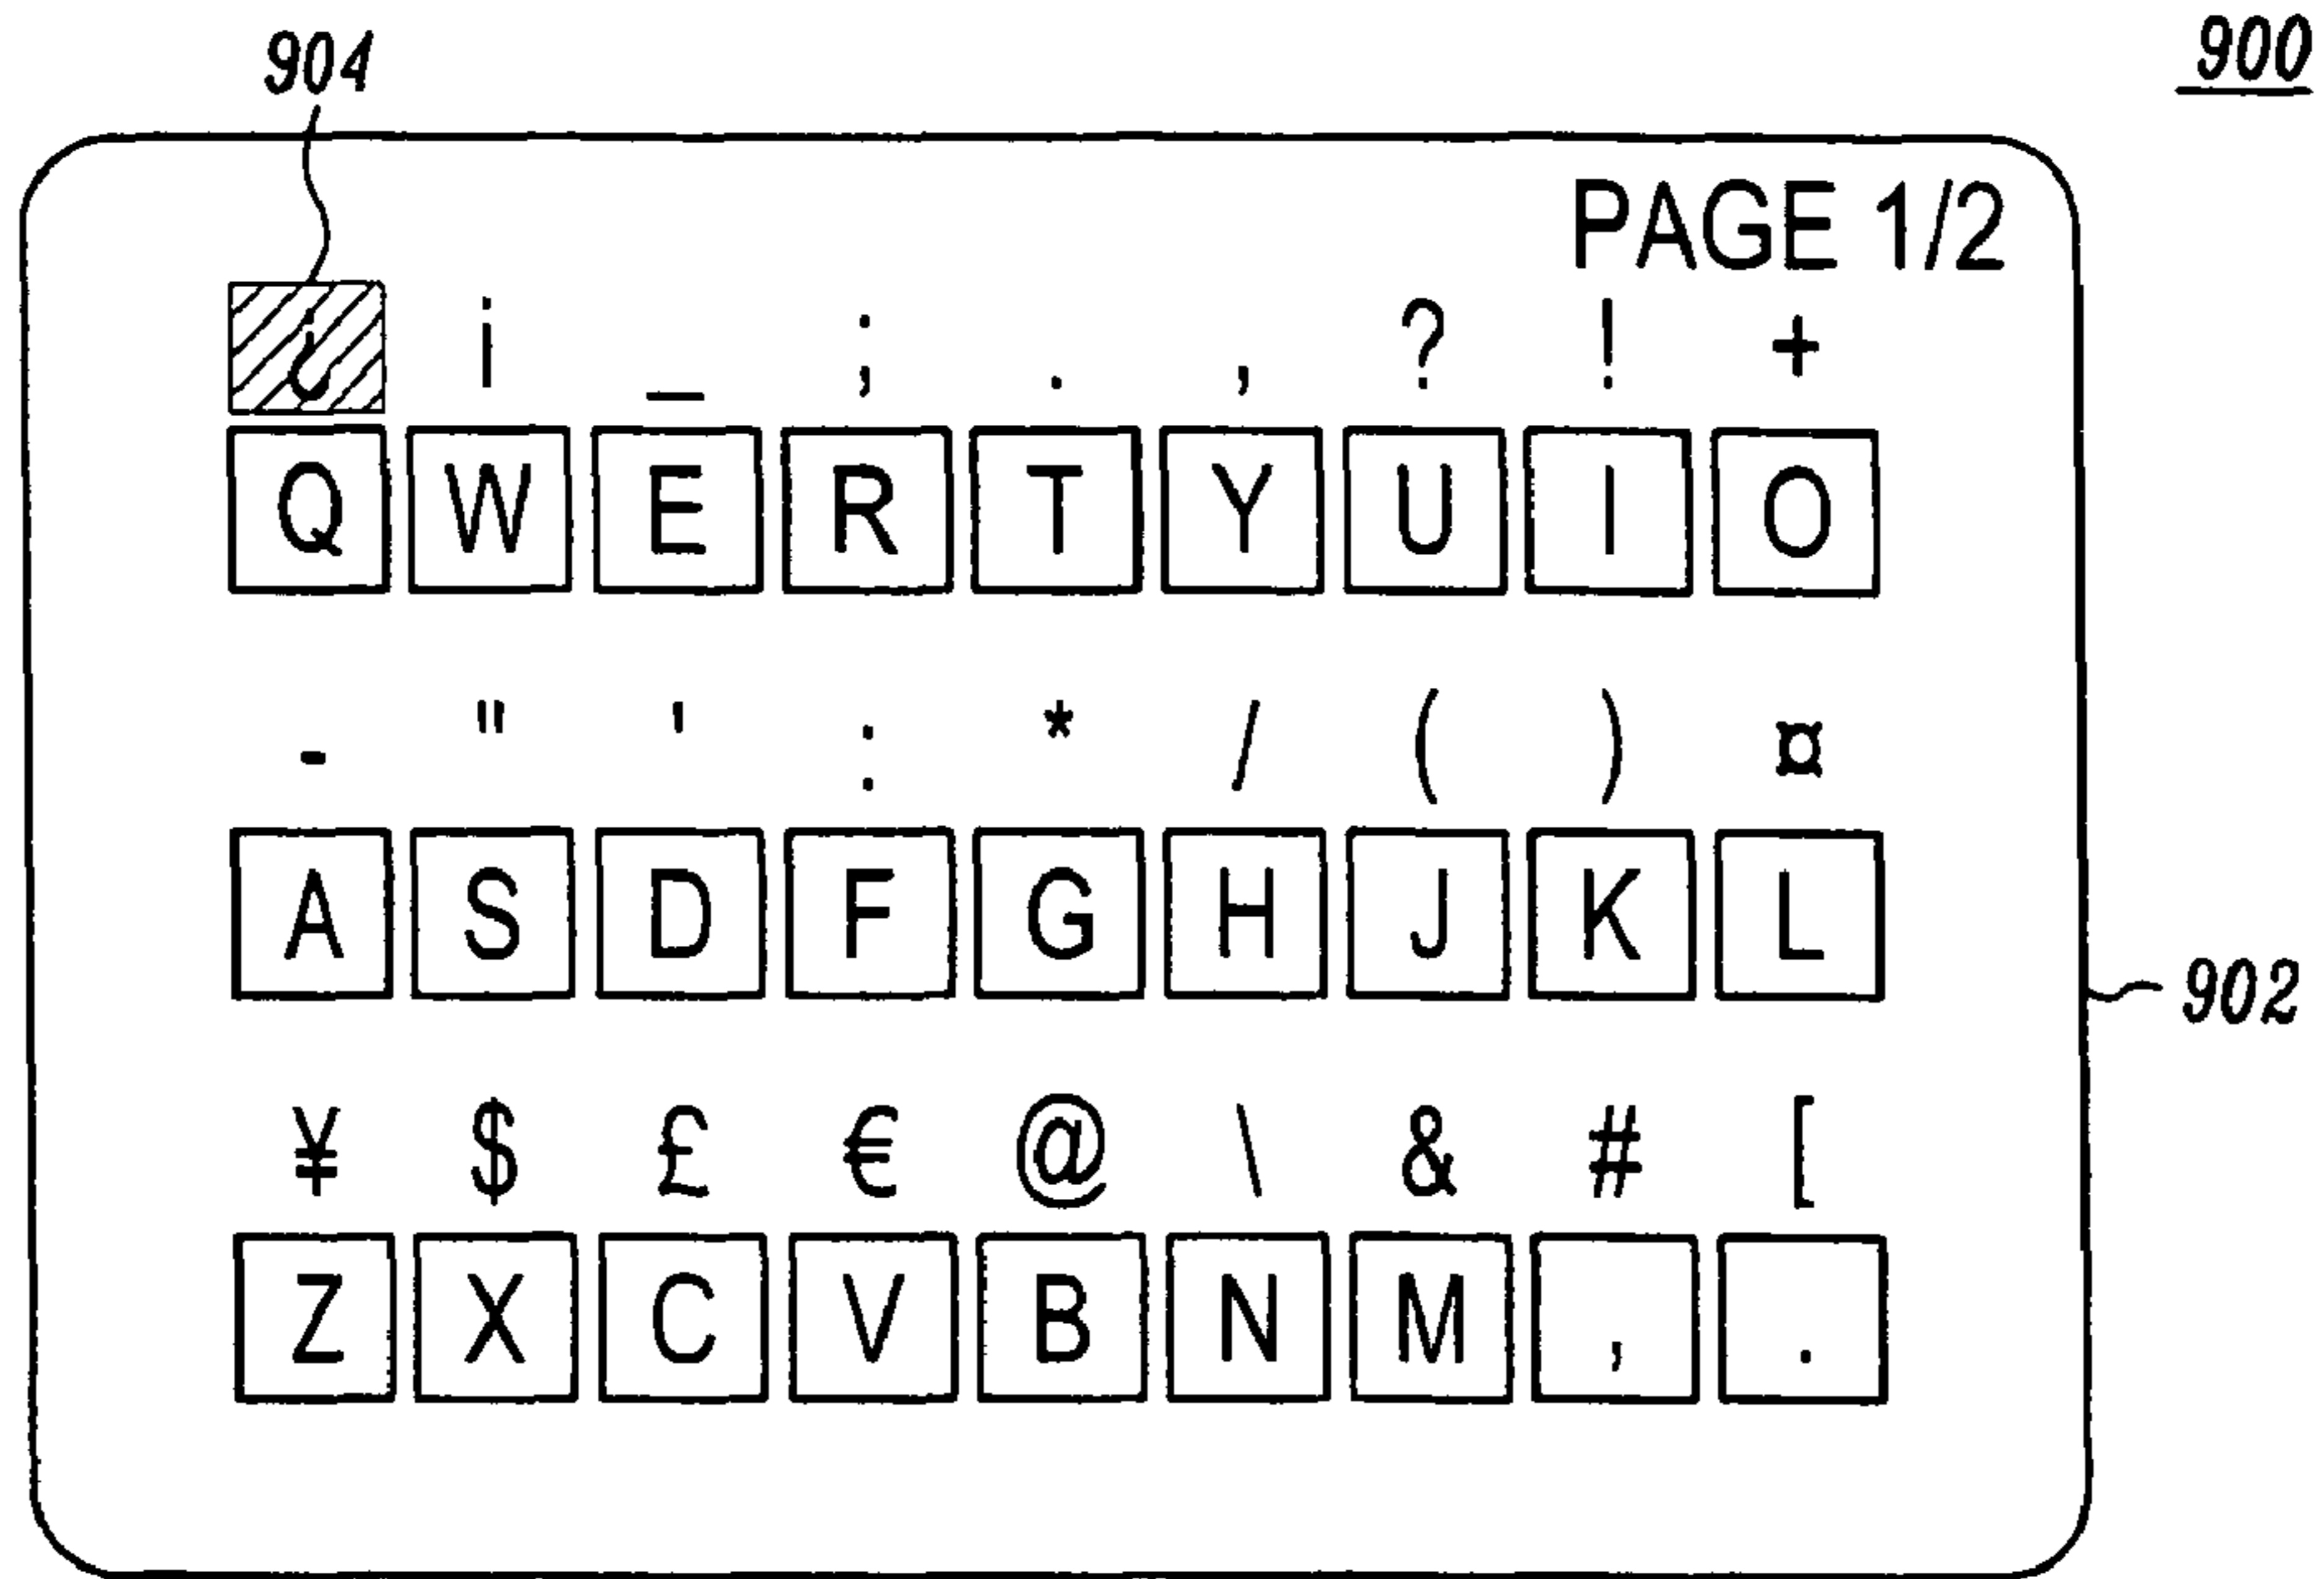 904
900
PAGE 1/2
¿ ¡ _ ; . , ? ! +
Q W E R T Y U I O
- " ' : * / ( ) ¤
A S D F G H J K L
902
¥ $ £ € @ \ & # [
Z X C V B N M , .